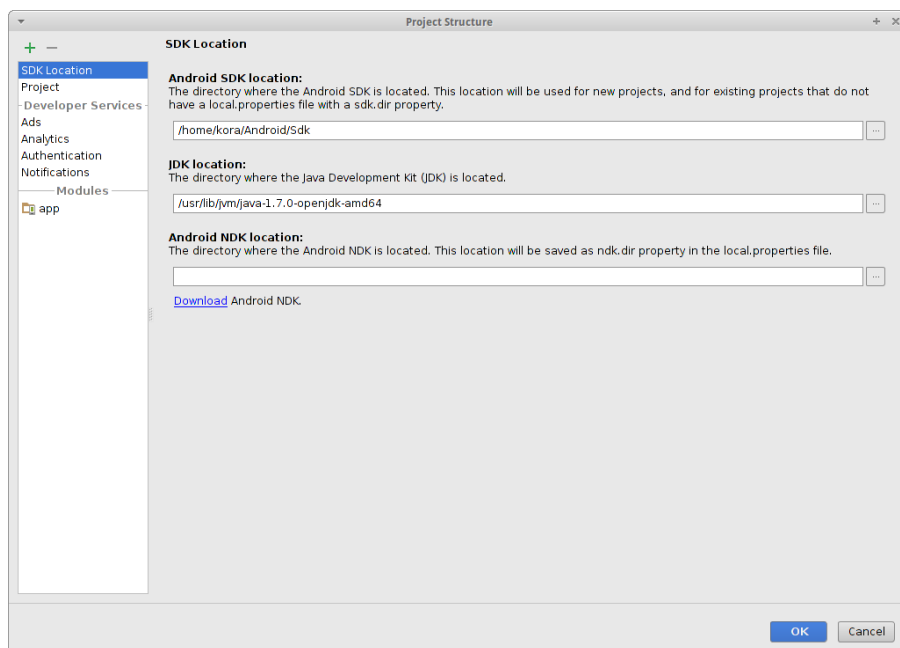 Project Structure
SDK Location
Project
Developer Services
Ads
Analytics
Authentication
Notifications
Modules
app
SDK Location
Android SDK location:
The directory where the Android SDK is located. This location will be used for new projects, and for existing projects that do not
have a local.properties file with a sdk.dir property.
/home/kora/Android/Sdk
...
JDK location:
The directory where the Java Development Kit (JDK) is located.
/usr/lib/jvm/java-1.7.0-openjdk-amd64
...
Android NDK location:
The directory where the Android NDK is located. This location will be saved as ndk.dir property in the local.properties file.
...
Download Android NDK.
OK
Cancel